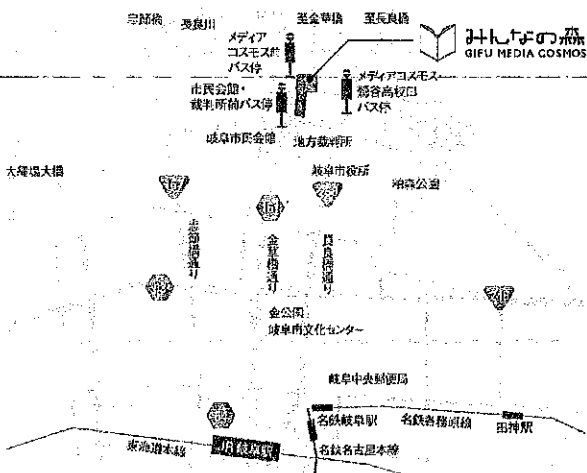 忠節橋
長良川
至金華橋
至長良橋
みんなの森
GIFU MEDIA COSMOS
メディア
コスモス前
バス停
メディアコスモス・
鶯谷高校口
バス停
市民会館・
裁判所前バス停
岐阜市民会館
地方裁判所
大縄場大橋
岐阜市役所
梅林公園
忠節橋通り
金華橋通り
長良橋通り
金公園
岐阜市文化センター
岐阜中央郵便局
名鉄岐阜駅
名鉄各務原線
田神駅
東海道本線
JR岐阜駅
名鉄名古屋本線